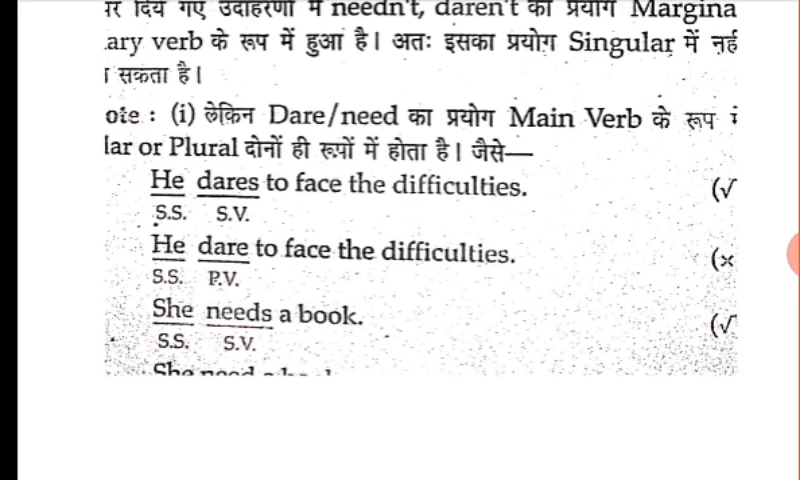 दिये गए उदाहरणों में needn't, daren't का प्रयोग Margina
ary verb के रूप में हुआ है। अतः इसका प्रयोग Singular में
सकता है।
ote : (i) लेकिन Dare/need का प्रयोग Main Verb के रूप
lar or Plural दोनों ही रूपों में होता है। जैसे—
He dares to face the difficulties. (√
S.S. S.V.
He dare to face the difficulties. (×
S.S. P.V.
She needs a book. (√
S.S. S.V.
She need a